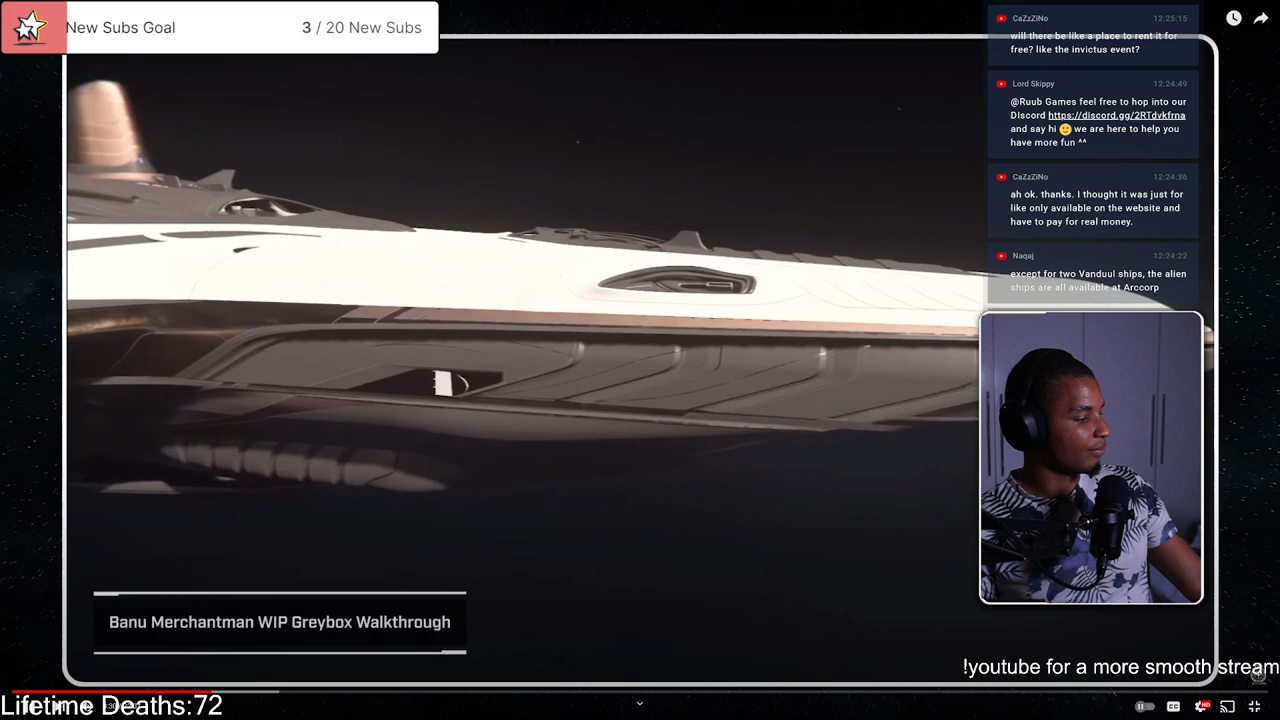 New Subs Goal
3 / 20 New Subs
CaZzZiNo 12:25:15
will there be like a place to rent it for
free? like the invictus event?
Lord Skippy 12:24:49
@Ruub Games feel free to hop into our
DIscord https://discord.gg/2RTdvkfrna
and say hi 🙂 we are here to help you
have more fun ^^
CaZzZiNo 12:24:36
ah ok. thanks. I thought it was just for
like only available on the website and
have to pay for real money.
Naqaj 12:24:22
except for two Vanduul ships, the alien
ships are all available at Arccorp
Banu Merchantman WIP Greybox Walkthrough
!youtube for a more smooth stream
Lifetime Deaths:72
CC
HD